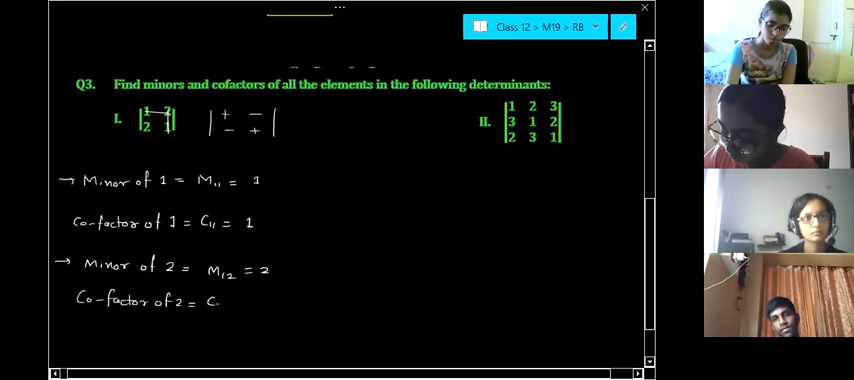 Class 12 > M19 > RB
Q3. Find minors and cofactors of all the elements in the following determinants:
I. |1 2| |+ −| II. |1 2 3|
|2 1| |− +| |3 1 2|
|2 3 1|
→ Minor of 1 = M₁₁ = 1
Co-factor of 1 = C₁₁ = 1
→ Minor of 2 = M₁₂ = 2
Co-factor of 2 = C